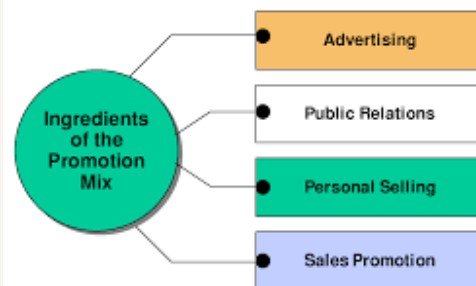 Ingredients
of the
Promotion
Mix
Advertising
Public Relations
Personal Selling
Sales Promotion